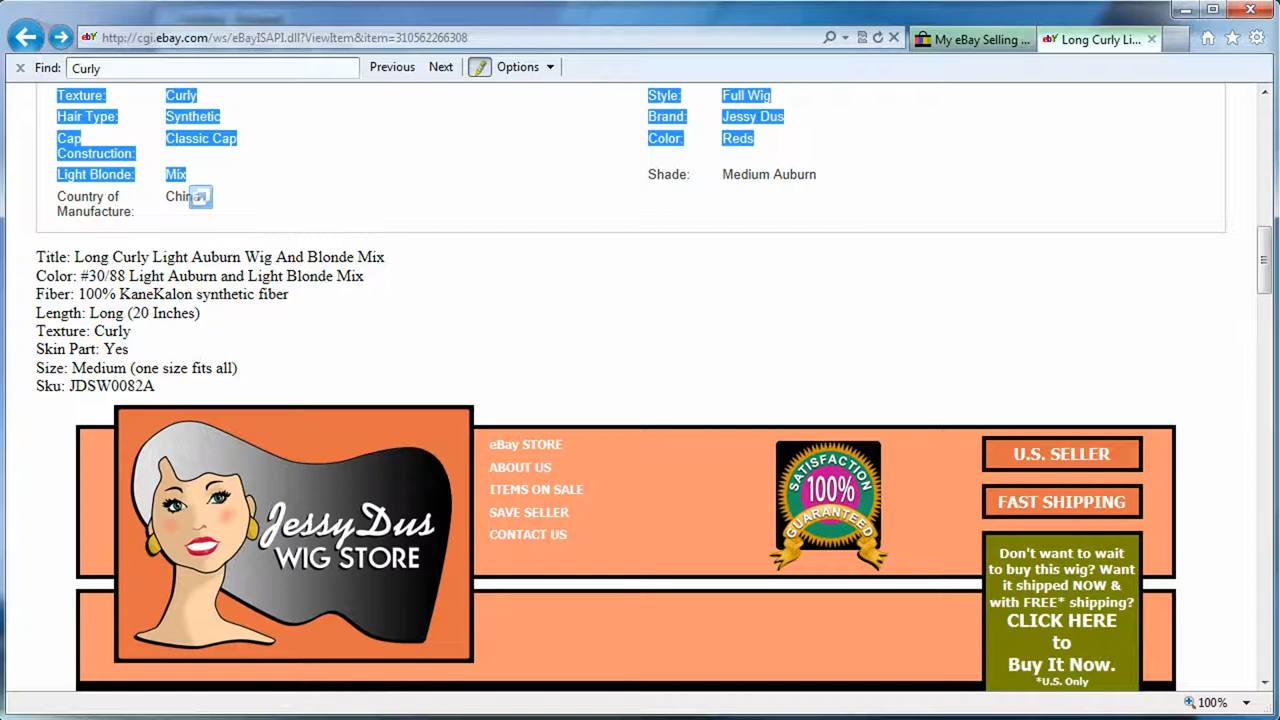 http://cgi.ebay.com/ws/eBayISAPI.dll?ViewItem&item=310562266308
My eBay Selling ...
Long Curly Li...
Find: Curly Previous Next Options
Texture: Curly Style: Full Wig
Hair Type: Synthetic Brand: Jessy Dus
Cap Classic Cap Color: Reds
Construction:
Light Blonde: Mix Shade: Medium Auburn
Country of China
Manufacture:
Title: Long Curly Light Auburn Wig And Blonde Mix
Color: #30/88 Light Auburn and Light Blonde Mix
Fiber: 100% KaneKalon synthetic fiber
Length: Long (20 Inches)
Texture: Curly
Skin Part: Yes
Size: Medium (one size fits all)
Sku: JDSW0082A
JessyDus
WIG STORE
eBay STORE
ABOUT US
ITEMS ON SALE
SAVE SELLER
CONTACT US
SATISFACTION
100%
GUARANTEED
U.S. SELLER
FAST SHIPPING
Don't want to wait
to buy this wig? Want
it shipped NOW &
with FREE* shipping?
CLICK HERE
to
Buy It Now.
*U.S. Only
100%